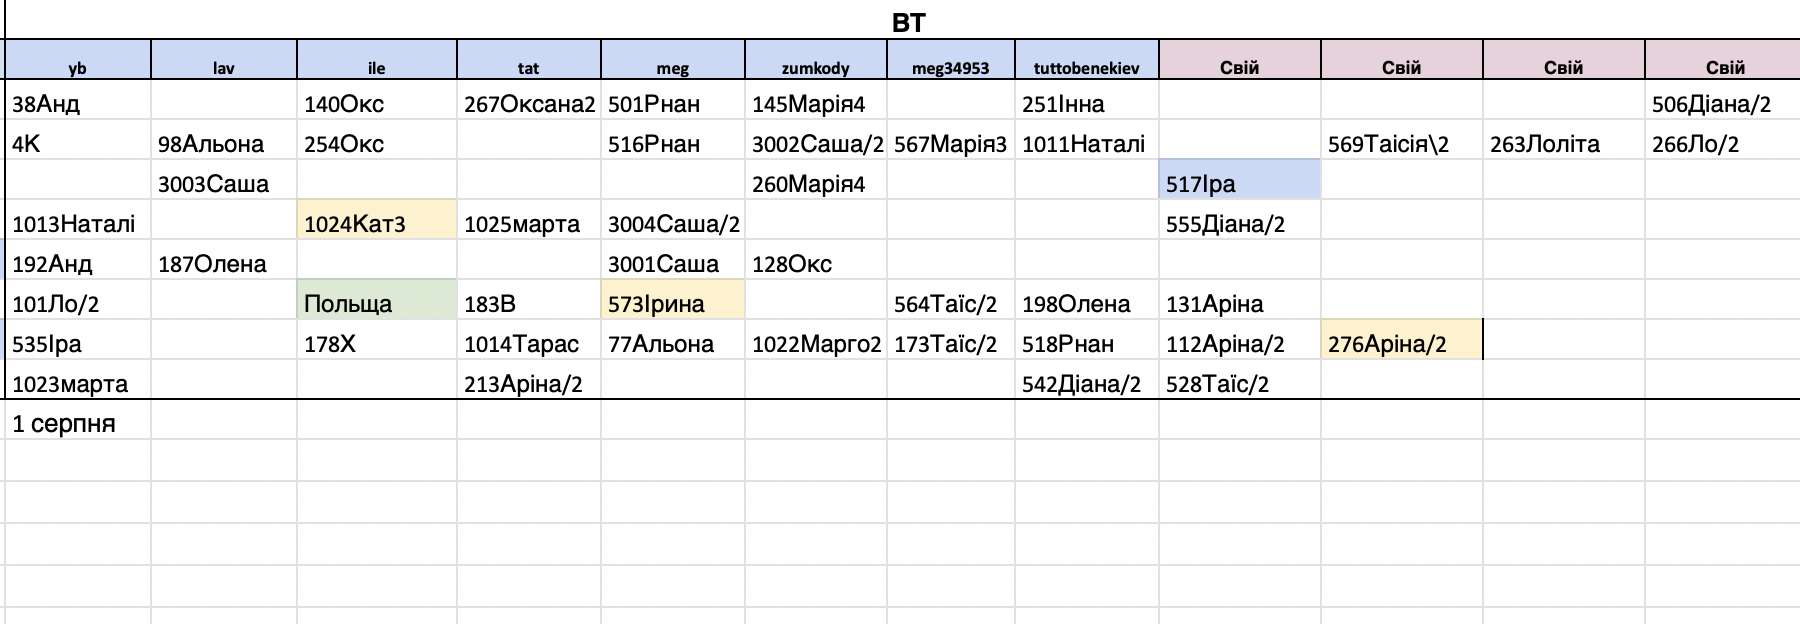 ВТ
yb lav ile tat meg zumkody meg34953 tuttobenekiev Свій Свій Свій Свій
38Анд 140Окс 267Оксана2 501Рнан 145Марія4 251Інна 506Діана/2
4К 98Альона 254Окс 516Рнан 3002Саша/2 567Марія3 1011Наталі 569Таісія\2 263Лоліта 266Ло/2
3003Саша 260Марія4 517Іра
1013Наталі 1024Кат3 1025марта 3004Саша/2 555Діана/2
192Анд 187Олена 3001Саша 128Окс
101Ло/2 Польща 183В 573Ірина 564Таїс/2 198Олена 131Аріна
535Іра 178Х 1014Тарас 77Альона 1022Марго2 173Таїс/2 518Рнан 112Аріна/2 276Аріна/2
1023марта 213Аріна/2 542Діана/2 528Таїс/2
1 серпня